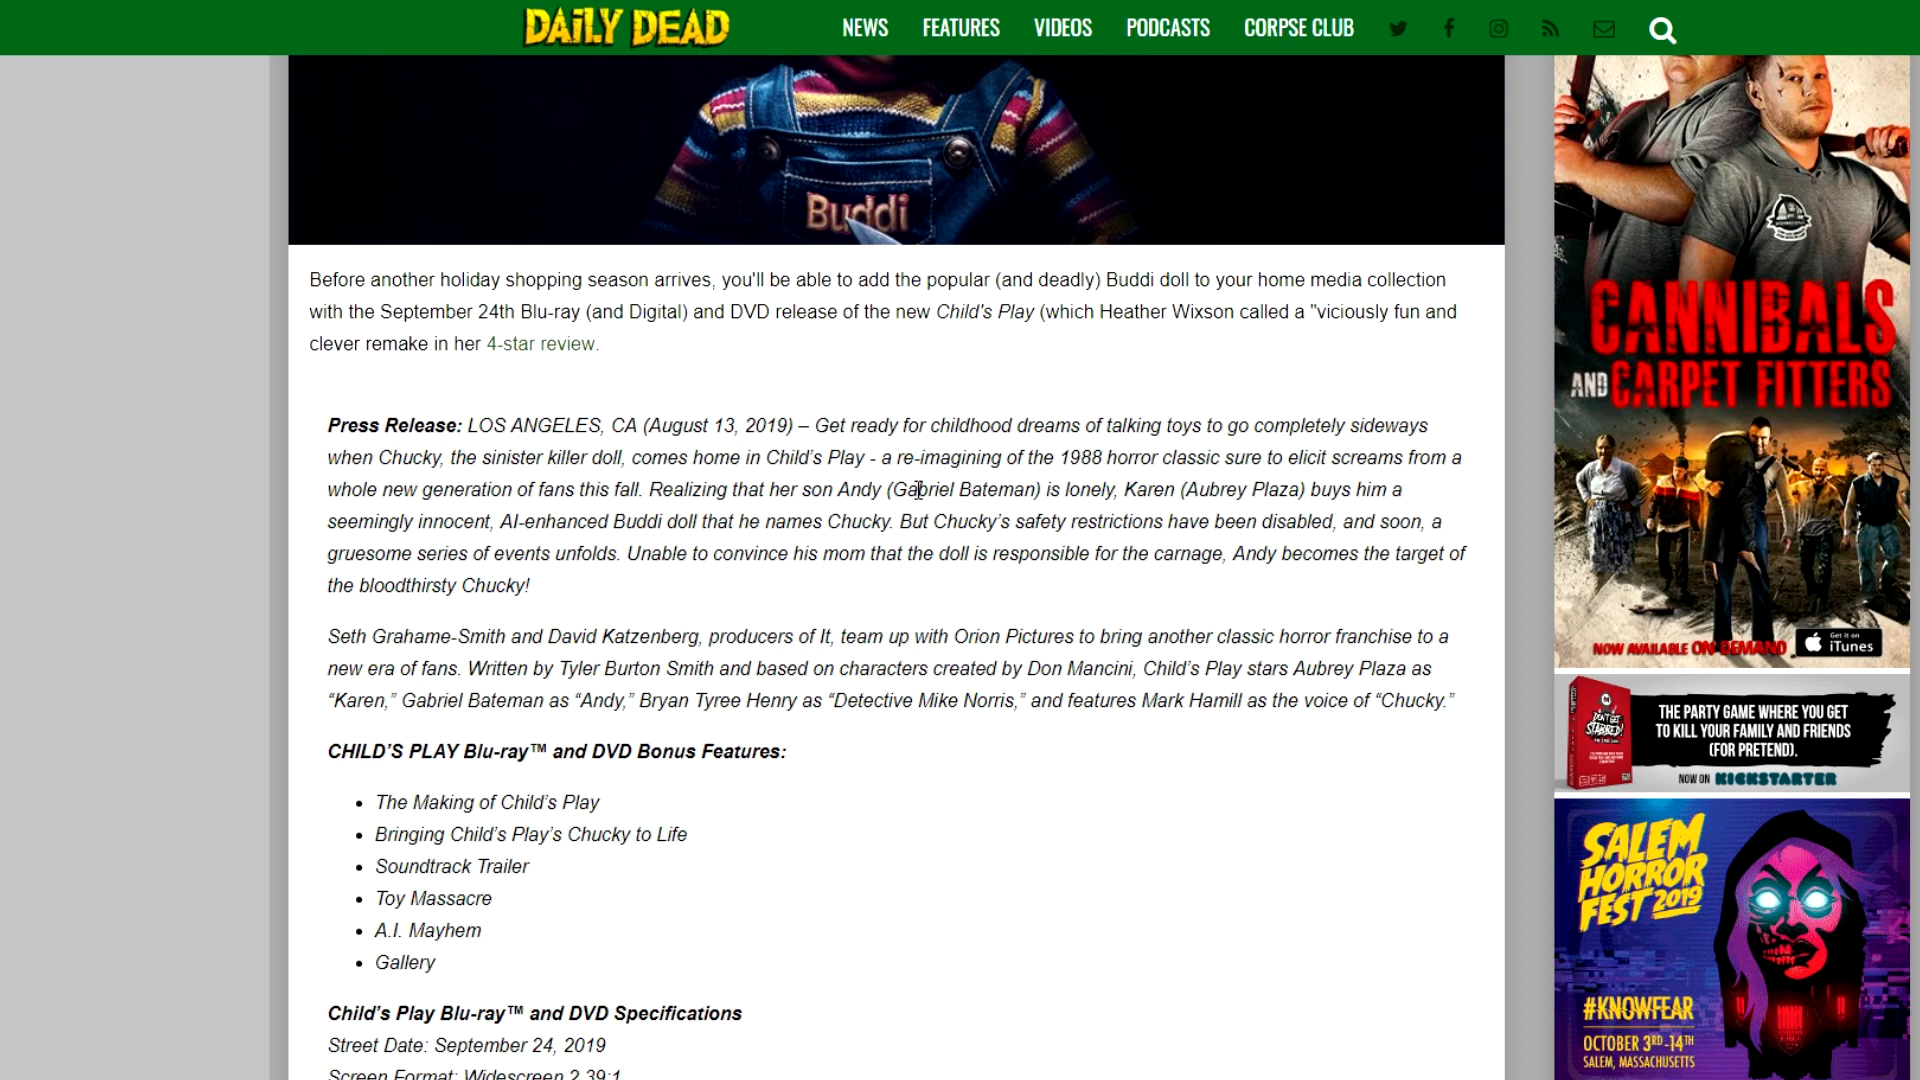 DAILY DEAD
NEWS FEATURES VIDEOS PODCASTS CORPSE CLUB
Buddi
Before another holiday shopping season arrives, you'll be able to add the popular (and deadly) Buddi doll to your home media collection
with the September 24th Blu-ray (and Digital) and DVD release of the new Child's Play (which Heather Wixson called a "viciously fun and
clever remake in her 4-star review.
Press Release: LOS ANGELES, CA (August 13, 2019) – Get ready for childhood dreams of talking toys to go completely sideways
when Chucky, the sinister killer doll, comes home in Child’s Play - a re-imagining of the 1988 horror classic sure to elicit screams from a
whole new generation of fans this fall. Realizing that her son Andy (Gabriel Bateman) is lonely, Karen (Aubrey Plaza) buys him a
seemingly innocent, AI-enhanced Buddi doll that he names Chucky. But Chucky’s safety restrictions have been disabled, and soon, a
gruesome series of events unfolds. Unable to convince his mom that the doll is responsible for the carnage, Andy becomes the target of
the bloodthirsty Chucky!
Seth Grahame-Smith and David Katzenberg, producers of It, team up with Orion Pictures to bring another classic horror franchise to a
new era of fans. Written by Tyler Burton Smith and based on characters created by Don Mancini, Child’s Play stars Aubrey Plaza as
“Karen,” Gabriel Bateman as “Andy,” Bryan Tyree Henry as “Detective Mike Norris,” and features Mark Hamill as the voice of “Chucky.”
CHILD’S PLAY Blu-ray™ and DVD Bonus Features:
• The Making of Child’s Play
• Bringing Child’s Play’s Chucky to Life
• Soundtrack Trailer
• Toy Massacre
• A.I. Mayhem
• Gallery
Child’s Play Blu-ray™ and DVD Specifications
Street Date: September 24, 2019
Screen Format: Widescreen 2.39:1
CANNIBALS
AND CARPET FITTERS
NOW AVAILABLE ON DEMAND
Get it on
iTunes
DON'T GET
STABBED!
THE PARTY GAME WHERE YOU GET
TO KILL YOUR FAMILY AND FRIENDS
(FOR PRETEND).
NOW ON KICKSTARTER
SALEM
HORROR
FEST 2019
#KNOWFEAR
OCTOBER 3RD-14TH
SALEM, MASSACHUSETTS